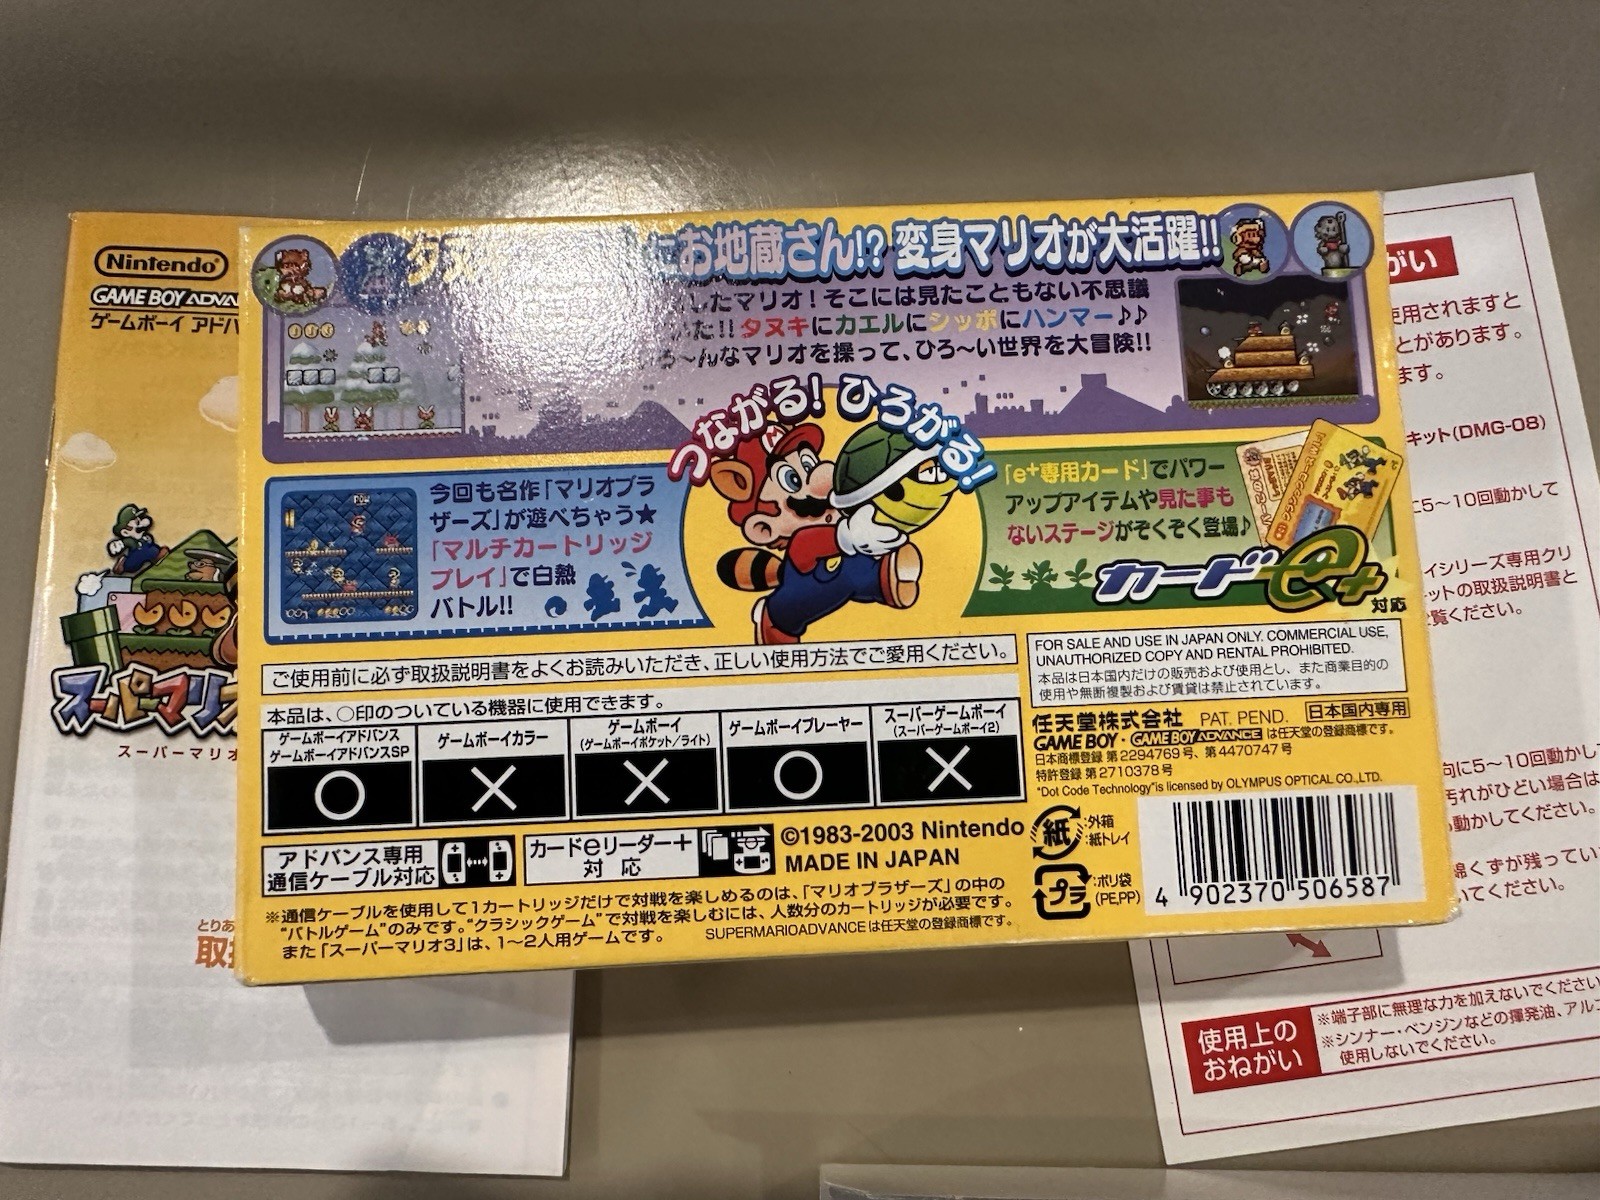 Nintendo
GAME BOY ADVA
ゲームボーイ アドバ
スーパーマリオ
スーパーマリオ
とりあ
取
にお地蔵さん!? 変身マリオが大活躍!!
したマリオ!そこには見たこともない不思議
いた!! タヌキにカエルにシッポにハンマー♪♪
んなマリオを操って、ひろ〜い世界を大冒険!!
つながる! ひろがる!
今回も名作「マリオブラ
ザーズ」が遊べちゃう★
「マルチカートリッジ
プレイ」で白熱
バトル!!
「e+専用カード」でパワー
アップアイテムや見た事も
ないステージがぞくぞく登場♪
カードe+
対応
ご使用前に必ず取扱説明書をよくお読みいただき、正しい使用方法でご愛用ください。
本品は、○印のついている機器に使用できます。
ゲームボーイアドバンス
ゲームボーイアドバンスSP
○
ゲームボーイカラー
×
ゲームボーイ
(ゲームボーイポケット/ライト)
×
ゲームボーイプレーヤー
○
スーパーゲームボーイ
(スーパーゲームボーイ2)
×
アドバンス専用
通信ケーブル対応
カードeリーダー+
対応
©1983-2003 Nintendo
MADE IN JAPAN
※通信ケーブルを使用して1カートリッジだけで対戦を楽しめるのは、「マリオブラザーズ」の中の
"バトルゲーム"のみです。"クラシックゲーム"で対戦を楽しむには、人数分のカートリッジが必要です。
また「スーパーマリオ3」は、1〜2人用ゲームです。
SUPERMARIOADVANCEは任天堂の登録商標です。
FOR SALE AND USE IN JAPAN ONLY. COMMERCIAL USE,
UNAUTHORIZED COPY AND RENTAL PROHIBITED.
本品は日本国内だけの販売および使用とし、また商業目的の
使用や無断複製および賃貸は禁止されています。
任天堂株式会社 PAT. PEND. 日本国内専用
GAME BOY・GAME BOY ADVANCE は任天堂の登録商標です。
日本商標登録 第2294769号、第4470747号
特許登録 第2710378号
"Dot Code Technology"is licensed by OLYMPUS OPTICAL CO.,LTD.
紙
:外箱
:紙トレイ
プラ
:ポリ袋
(PE,PP)
4 902370 506587
がい
使用されますと
とがあります。
ます。
キット(DMG-08)
に5〜10回動かして
イシリーズ専用クリ
ットの取扱説明書と
覧ください。
向に5〜10回動かし
汚れがひどい場合は
動かしてください。
綿くずが残ってい
いてください。
使用上の
おねがい
※端子部に無理な力を加えないでください
※シンナー・ベンジンなどの揮発油、アルコ
使用しないでください。